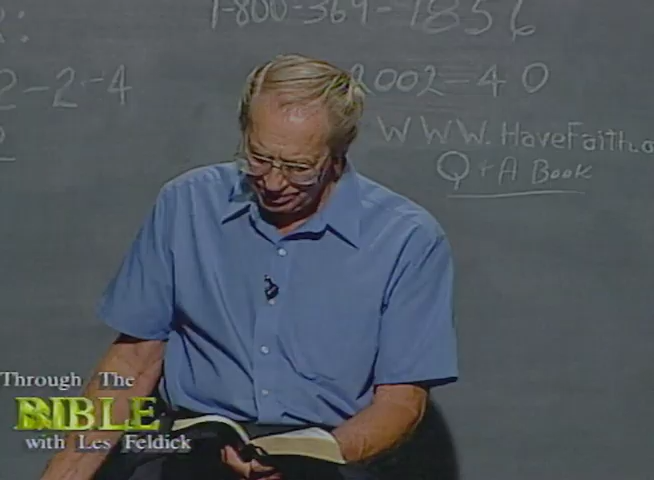 1-800-369-7856
2-2-4
2002=40
WWW.HaveFaith.o
Q+A Book
Through The
BIBLE
with Les Feldick